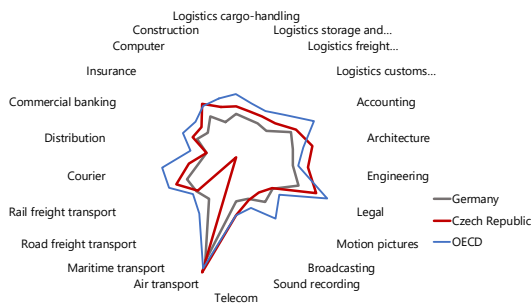 Logistics cargo-handling
Construction
Logistics storage and...
Computer
Logistics freight...
Insurance
Logistics customs...
Commercial banking
Accounting
Distribution
Architecture
Courier
Engineering
Rail freight transport
Legal
Road freight transport
Motion pictures
Maritime transport
Broadcasting
Air transport
Sound recording
Telecom
Germany
Czech Republic
OECD